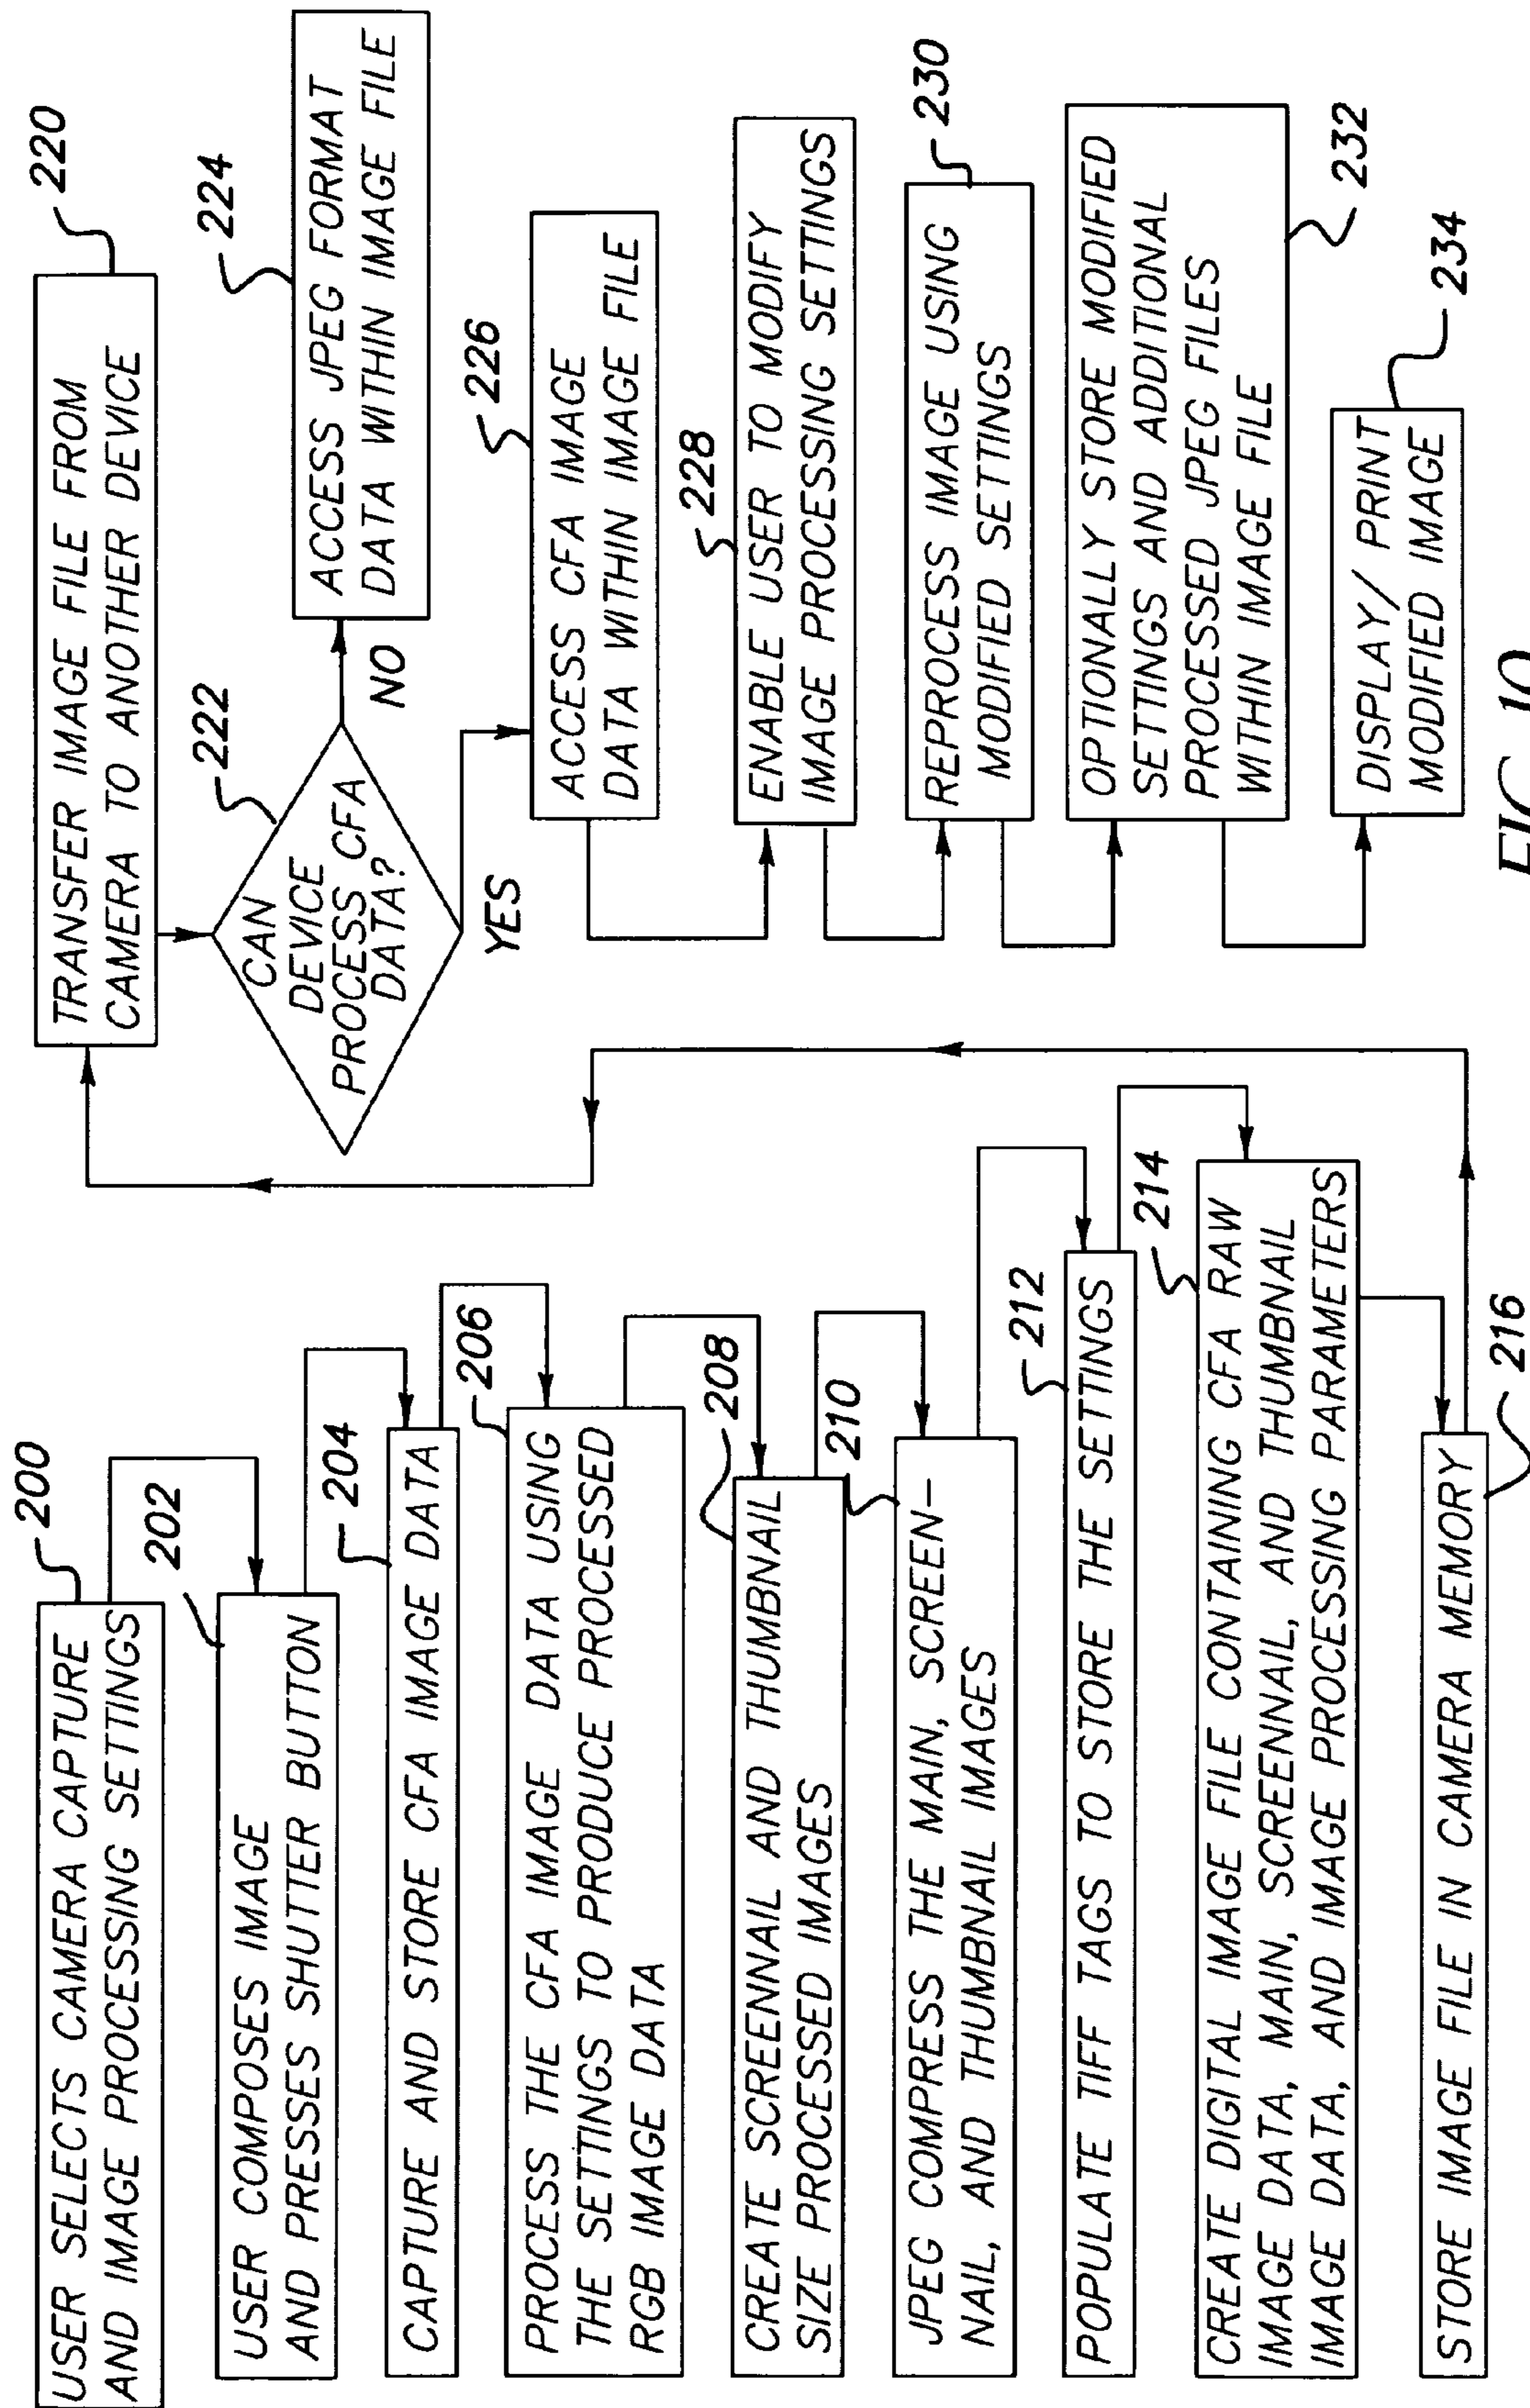 200
USER SELECTS CAMERA CAPTURE
AND IMAGE PROCESSING SETTINGS
202
USER COMPOSES IMAGE
AND PRESSES SHUTTER BUTTON
204
CAPTURE AND STORE CFA IMAGE DATA
206
PROCESS THE CFA IMAGE DATA USING
THE SETTINGS TO PRODUCE PROCESSED
RGB IMAGE DATA
208
CREATE SCREENNAIL AND THUMBNAIL
SIZE PROCESSED IMAGES
210
JPEG COMPRESS THE MAIN, SCREEN-
NAIL, AND THUMBNAIL IMAGES
212
POPULATE TIFF TAGS TO STORE THE SETTINGS
214
CREATE DIGITAL IMAGE FILE CONTAINING CFA RAW
IMAGE DATA, MAIN, SCREENNAIL, AND THUMBNAIL
IMAGE DATA, AND IMAGE PROCESSING PARAMETERS
STORE IMAGE FILE IN CAMERA MEMORY
216
220
TRANSFER IMAGE FILE FROM
CAMERA TO ANOTHER DEVICE
222
CAN
DEVICE
PROCESS CFA
DATA?
NO
224
ACCESS JPEG FORMAT
DATA WITHIN IMAGE FILE
YES
226
ACCESS CFA IMAGE
DATA WITHIN IMAGE FILE
228
ENABLE USER TO MODIFY
IMAGE PROCESSING SETTINGS
230
REPROCESS IMAGE USING
MODIFIED SETTINGS
OPTIONALLY STORE MODIFIED
SETTINGS AND ADDITIONAL
PROCESSED JPEG FILES
WITHIN IMAGE FILE
232
DISPLAY/ PRINT
MODIFIED IMAGE
234
FIG. 10